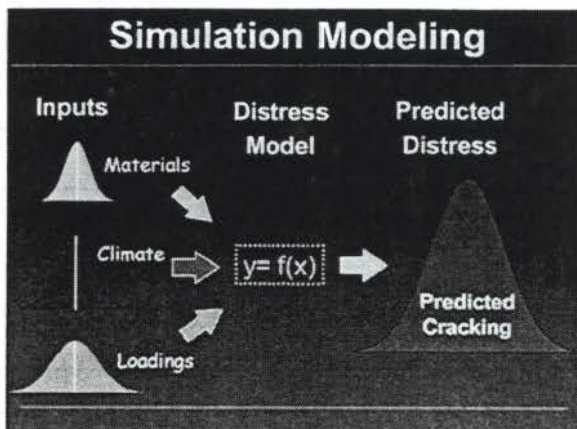 Simulation Modeling
Inputs
Distress
Model
Predicted
Distress
Materials
Climate
y= f(x)
Predicted
Cracking
Loadings